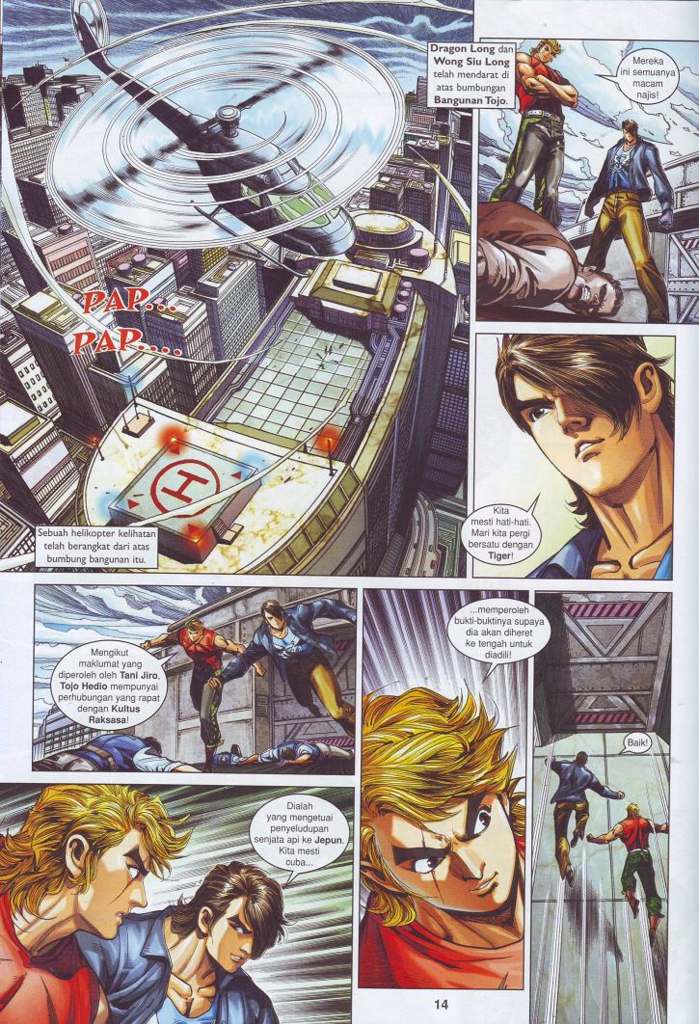 PAP...
PAP....
Sebuah helikopter kelihatan
telah berangkat dari atas
bumbung bangunan itu.
Dragon Long dan
Wong Siu Long
telah mendarat di
atas bumbungan
Bangunan Tojo.
Mereka
ini semuanya
macam
najis!
Kita
mesti hati-hati.
Mari kita pergi
bersatu dengan
Tiger!
Mengikut
maklumat yang
diperoleh oleh Tani Jiro,
Tojo Hedio mempunyai
perhubungan yang rapat
dengan Kultus
Raksasa!
Dialah
yang mengetuai
penyeludupan
senjata api ke Jepun.
Kita mesti
cuba...
...memperoleh
bukti-buktinya supaya
dia akan diheret
ke tengah untuk
diadili!
Baik!
H
14